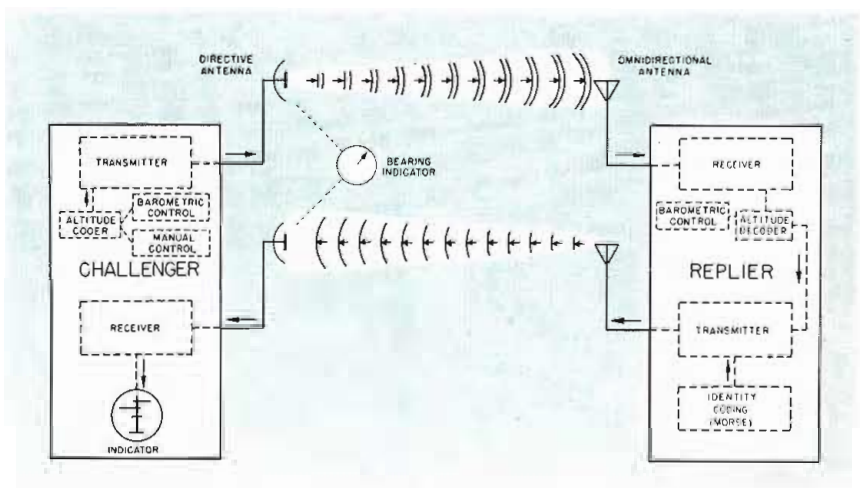 DIRECTIVE
ANTENNA
OMNIDIRECTIONAL
ANTENNA
BEARING
INDICATOR
TRANSMITTER
BAROMETRIC
CONTROL
ALTITUDE
CODER
MANUAL
CONTROL
CHALLENGER
RECEIVER
INDICATOR
RECEIVER
BAROMETRIC
CONTROL
ALTITUDE
DECODER
REPLIER
TRANSMITTER
IDENTITY
CODING
(MORSE)